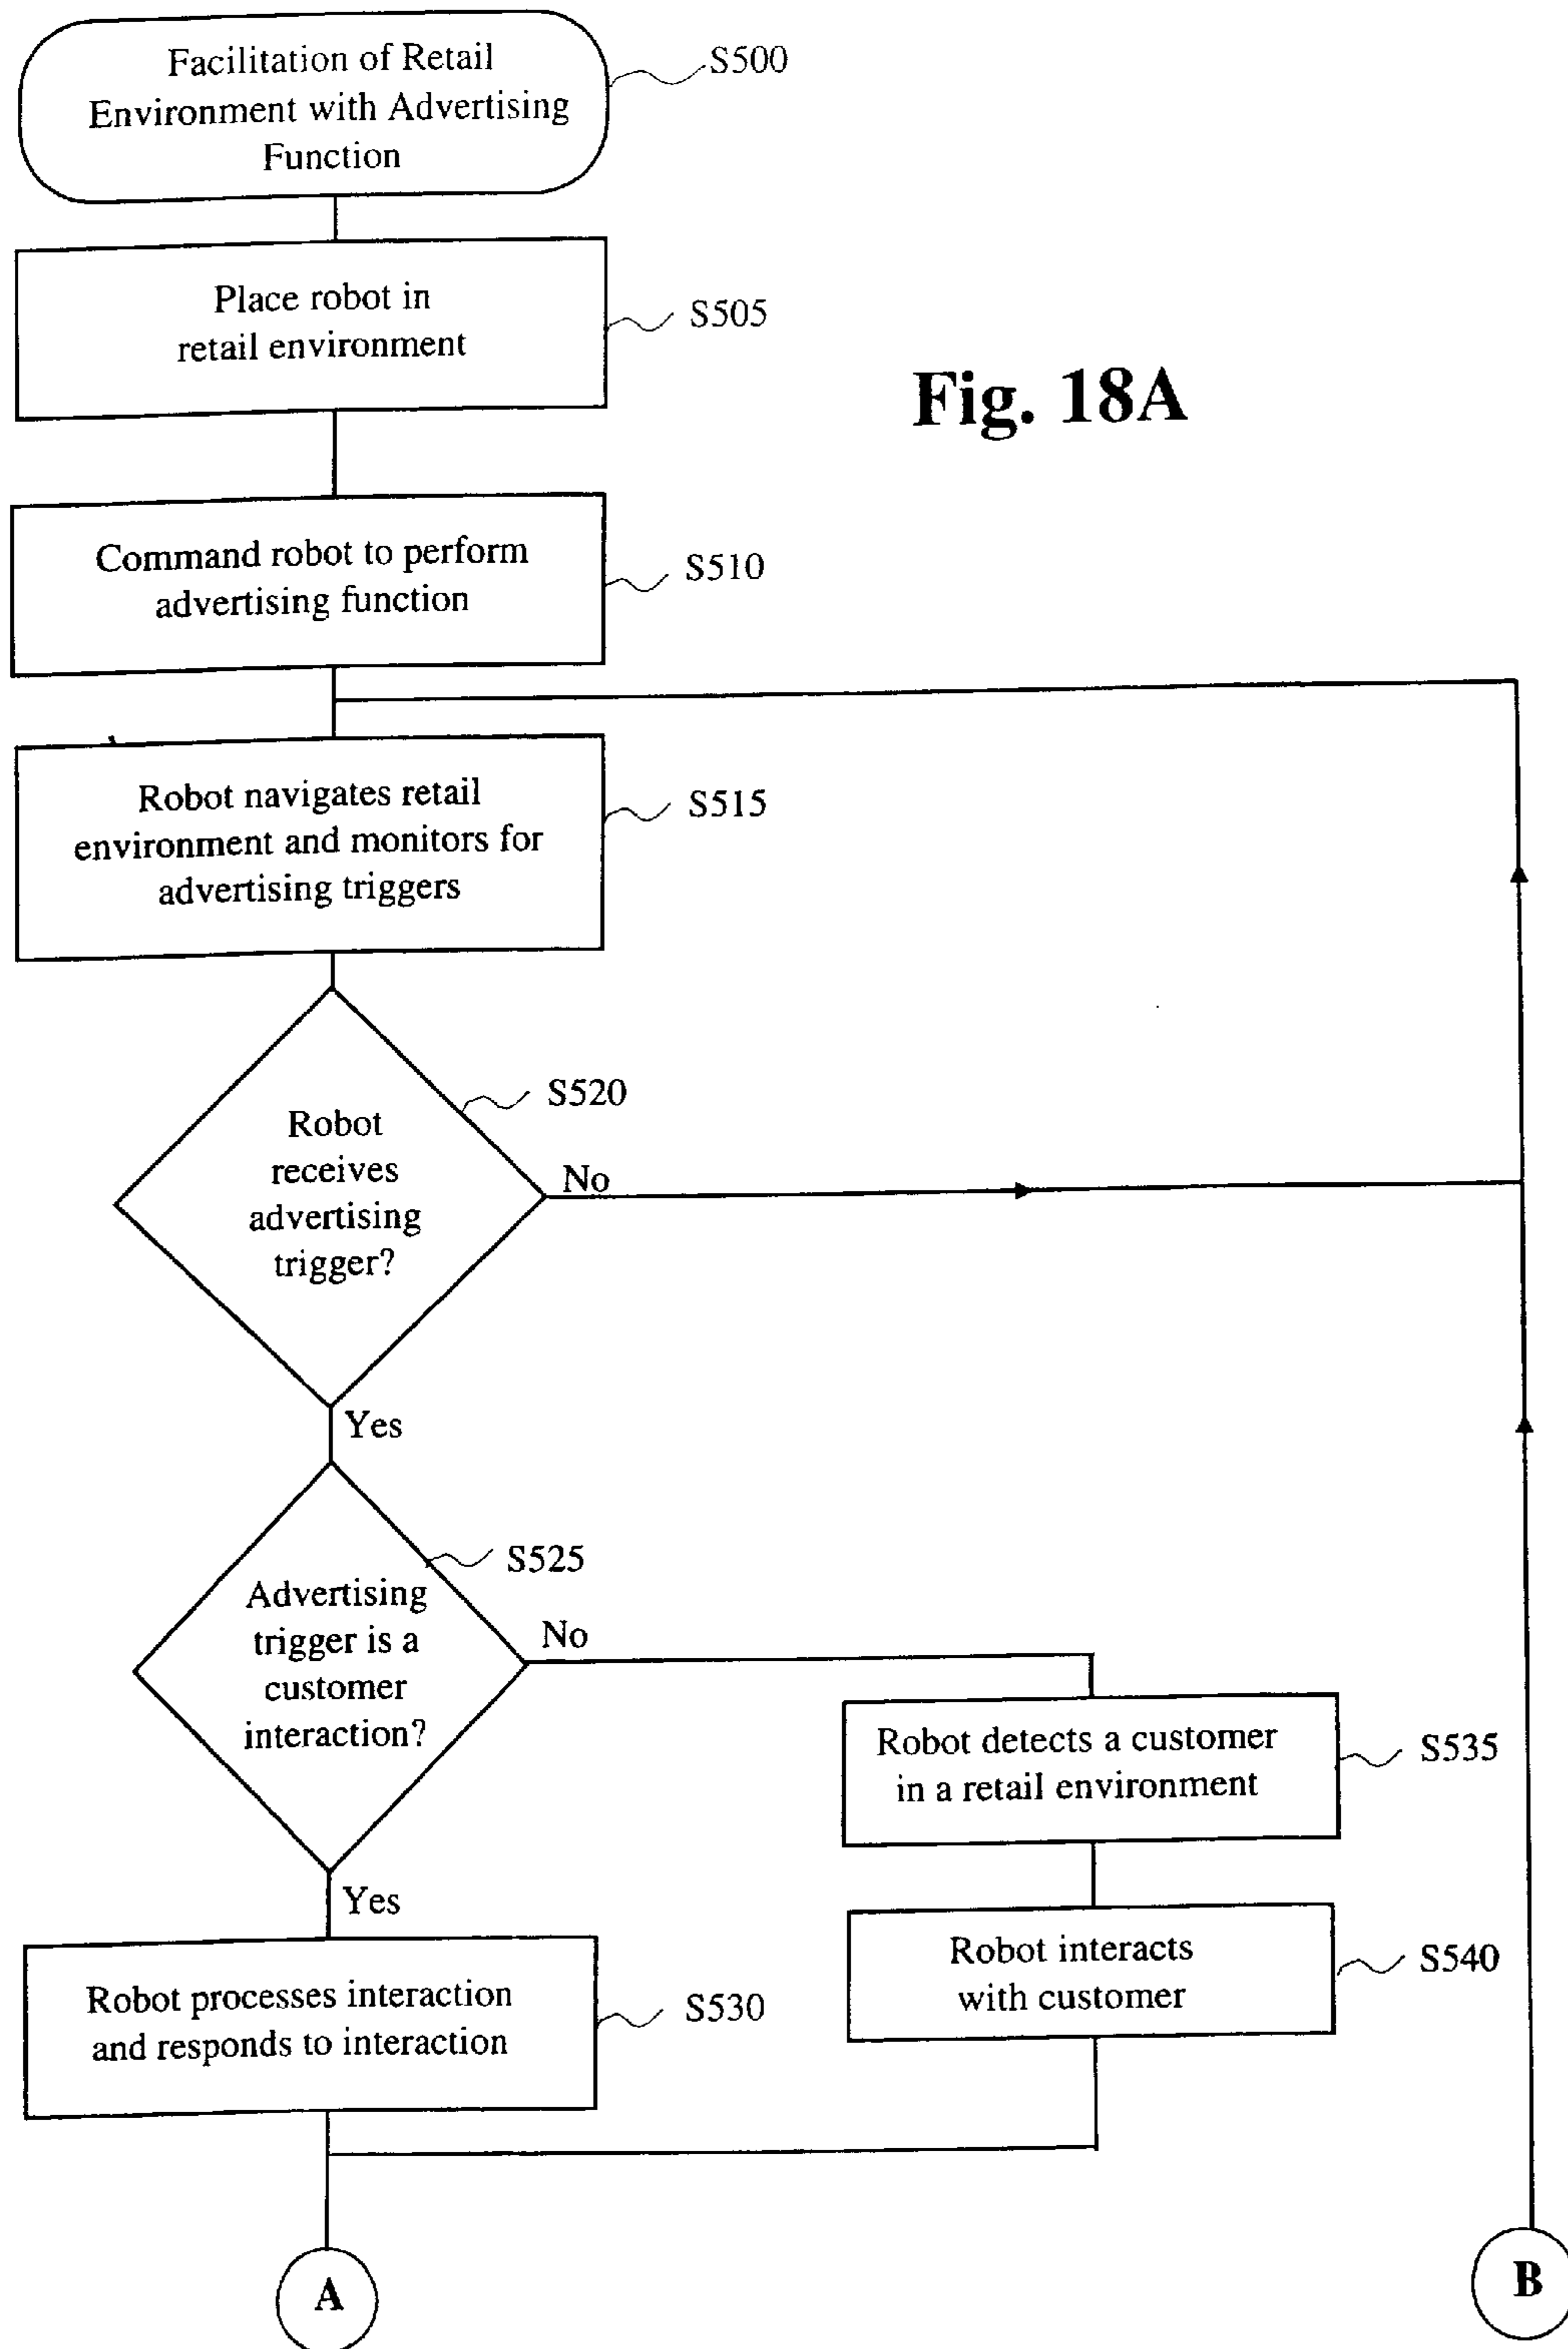 Facilitation of Retail
Environment with Advertising
Function
S500
Place robot in
retail environment
S505
Fig. 18A
Command robot to perform
advertising function
S510
Robot navigates retail
environment and monitors for
advertising triggers
S515
Robot
receives
advertising
trigger?
S520
No
Yes
Advertising
trigger is a
customer
interaction?
S525
No
Robot detects a customer
in a retail environment
S535
Yes
Robot processes interaction
and responds to interaction
S530
Robot interacts
with customer
S540
A
B